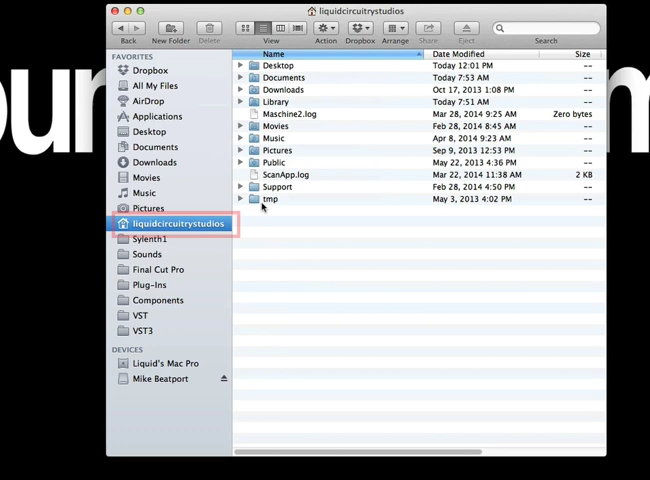 liquidcircuitrystudios
Back New Folder Delete View Action Dropbox Arrange Share Eject Search
FAVORITES
Dropbox
All My Files
AirDrop
Applications
Desktop
Documents
Downloads
Movies
Music
Pictures
liquidcircuitrystudios
Sylenth1
Sounds
Final Cut Pro
Plug-Ins
Components
VST
VST3
DEVICES
Liquid's Mac Pro
Mike Beatport
Name Date Modified Size
Desktop Today 12:01 PM --
Documents Today 7:53 AM --
Downloads Oct 17, 2013 1:08 PM --
Library Today 7:51 AM --
Maschine2.log Mar 28, 2014 9:25 AM Zero bytes
Movies Feb 28, 2014 8:45 AM --
Music Apr 8, 2014 9:23 AM --
Pictures Sep 9, 2013 12:53 PM --
Public May 22, 2013 4:36 PM --
ScanApp.log Mar 22, 2014 11:38 AM 2 KB
Support Feb 28, 2014 4:50 PM --
tmp May 3, 2013 4:02 PM --